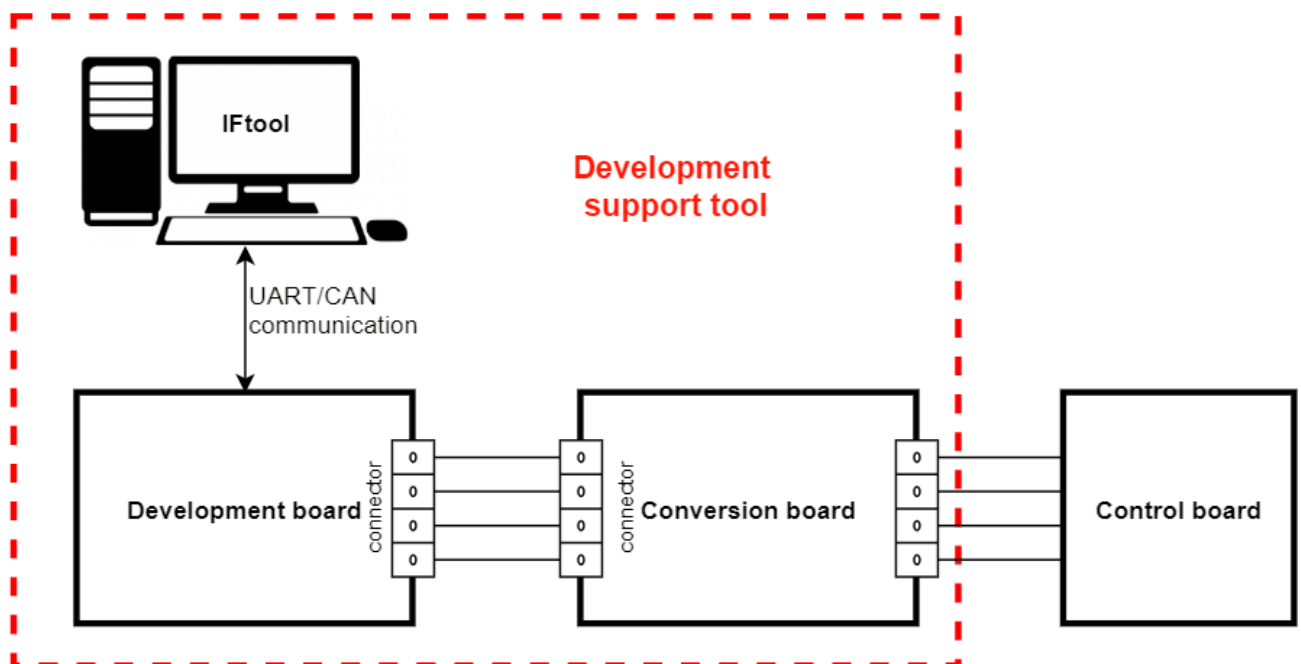 IFtool
Development
support tool
UART/CAN
communication
Development board
connector
0
0
0
0
0
0
0
0
connector
Conversion board
0
0
0
0
Control board